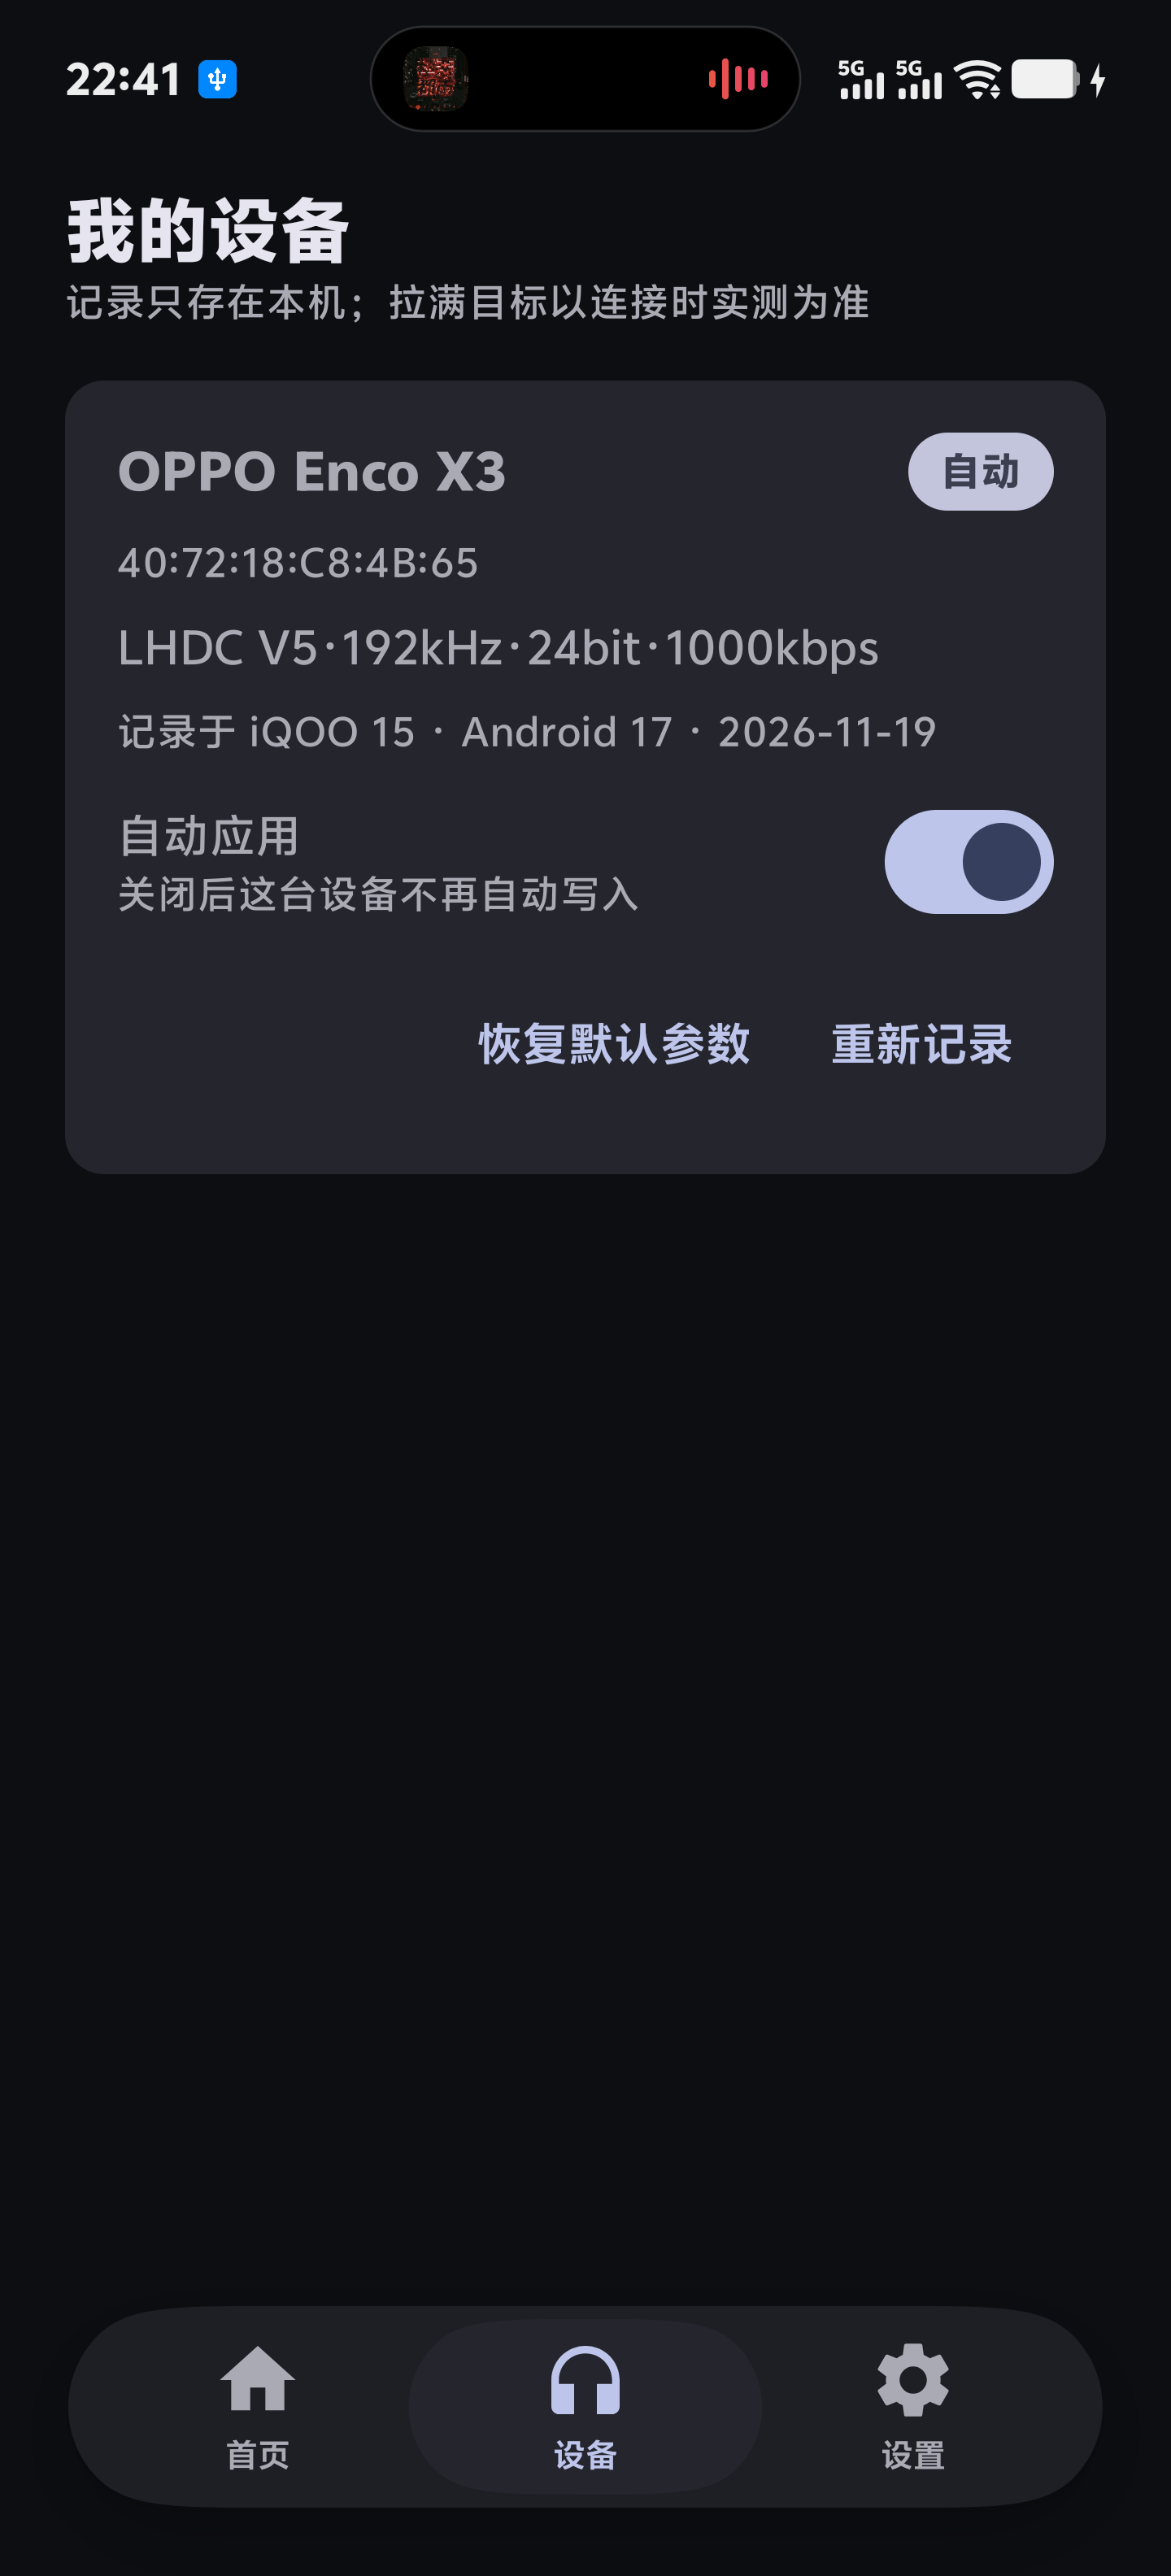 22:41
5G 5G
我的设备
记录只存在本机；拉满目标以连接时实测为准
OPPO Enco X3
自动
40:72:18:C8:4B:65
LHDC V5·192kHz·24bit·1000kbps
记录于 iQOO 15 · Android 17 · 2026-11-19
自动应用
关闭后这台设备不再自动写入
恢复默认参数 重新记录
首页 设备 设置